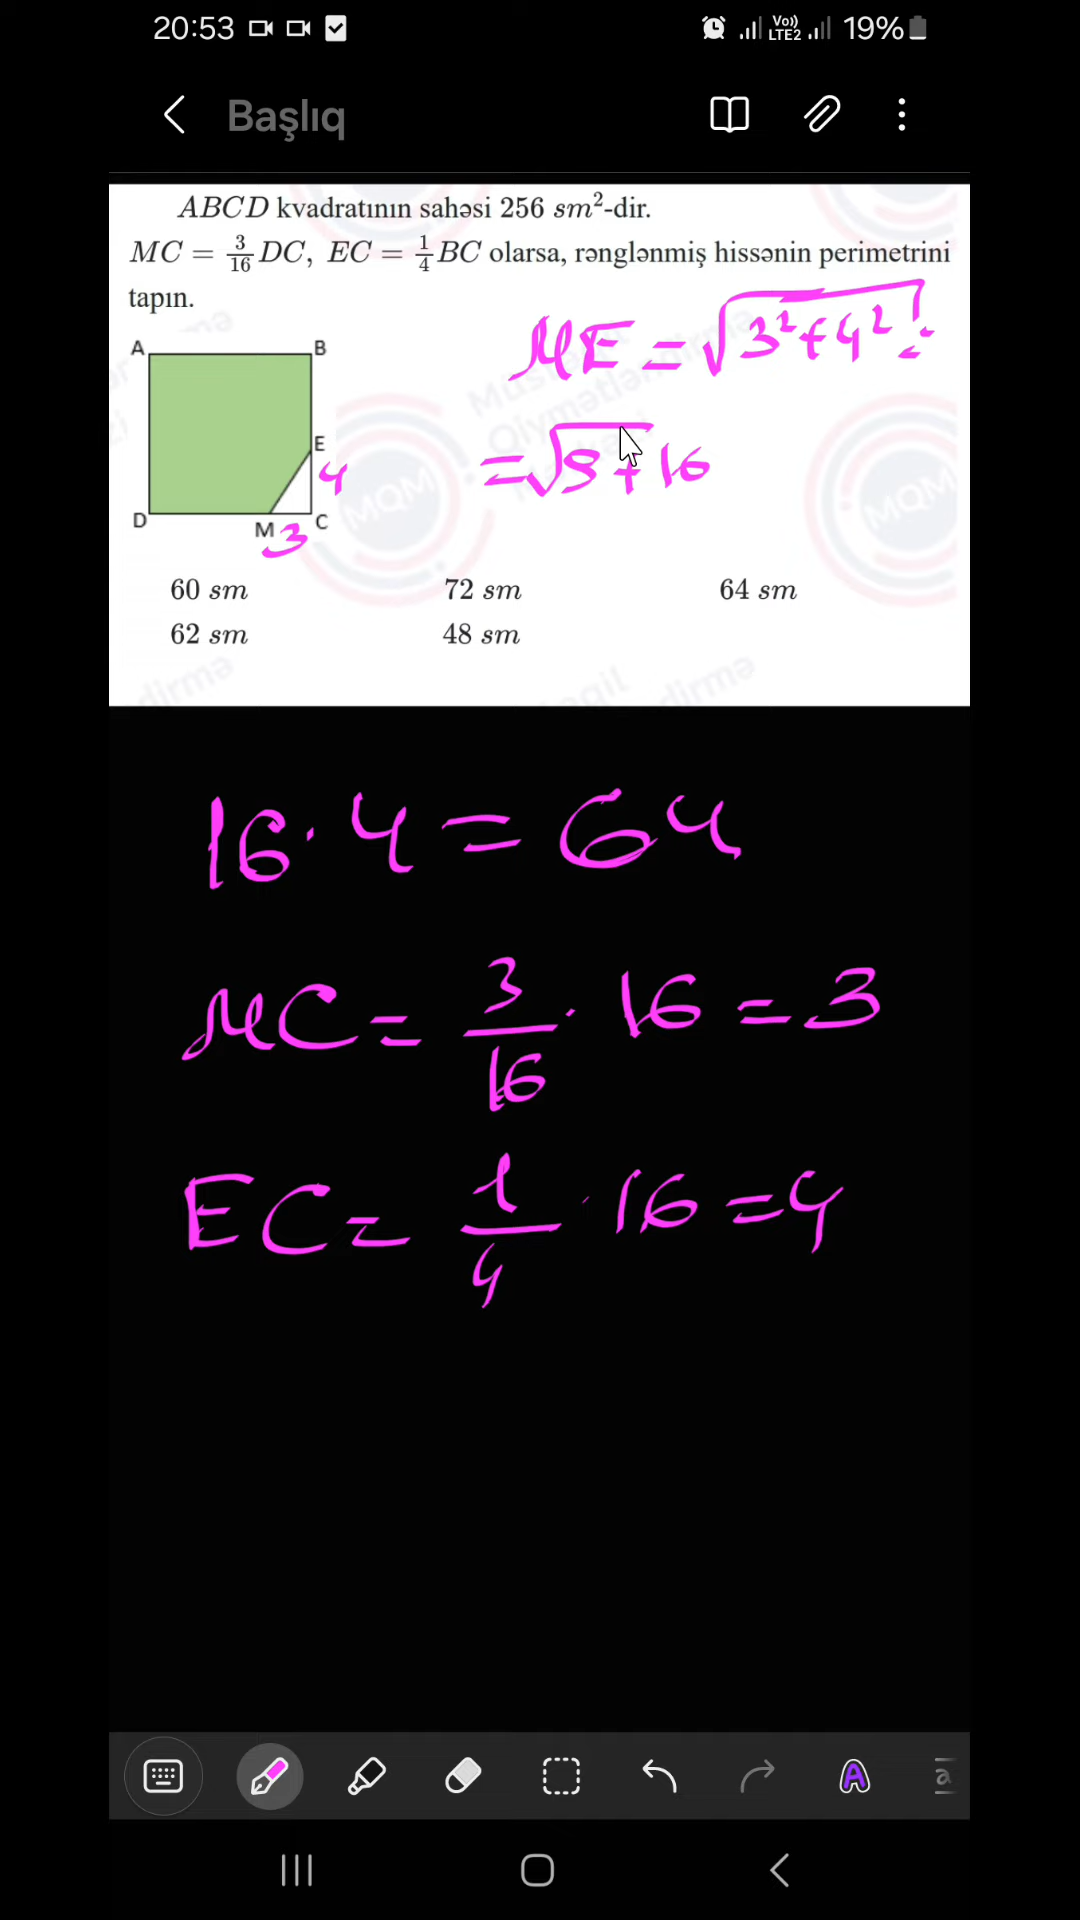 20:53 Vo)) LTE2 19%
Başlıq
ABCD kvadratının sahəsi 256 sm²-dir.
MC = 3/16 DC, EC = 1/4 BC olarsa, rənglənmiş hissənin perimetrini
tapın.
ME = √3²+4² =
= √9+16
A B
E
4
D M C
3
60 sm 72 sm 64 sm
62 sm 48 sm
16 · 4 = 64
MC = 3/16 · 16 = 3
EC = 1/4 · 16 = 4
A a